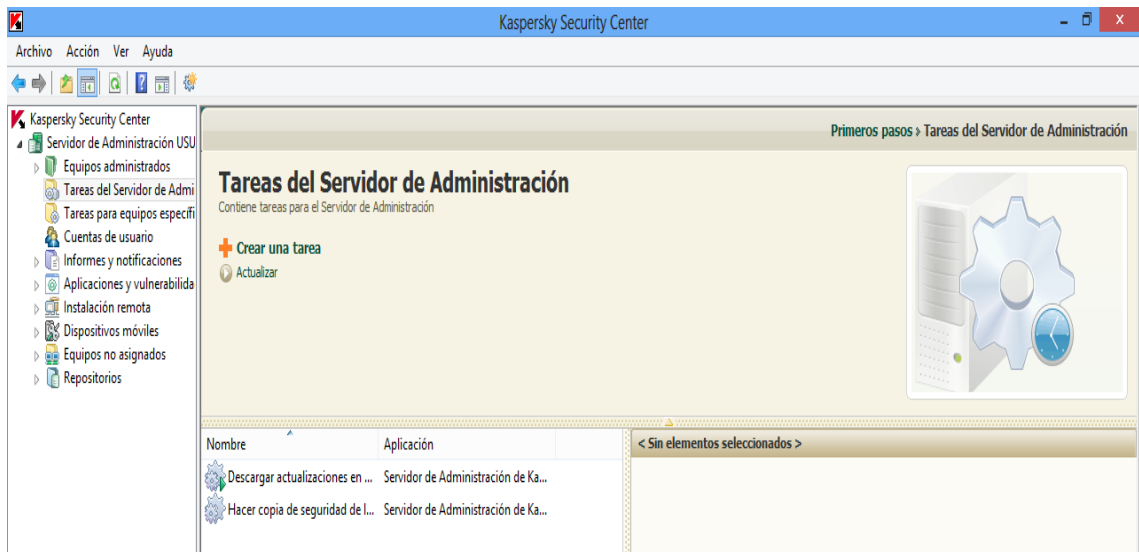 Kaspersky Security Center
Archivo Acción Ver Ayuda
Kaspersky Security Center
Servidor de Administración USU
Equipos administrados
Tareas del Servidor de Admi
Tareas para equipos específi
Cuentas de usuario
Informes y notificaciones
Aplicaciones y vulnerabilida
Instalación remota
Dispositivos móviles
Equipos no asignados
Repositorios
Primeros pasos » Tareas del Servidor de Administración
Tareas del Servidor de Administración
Contiene tareas para el Servidor de Administración
Crear una tarea
Actualizar
Nombre Aplicación
Descargar actualizaciones en ... Servidor de Administración de Ka...
Hacer copia de seguridad de l... Servidor de Administración de Ka...
< Sin elementos seleccionados >